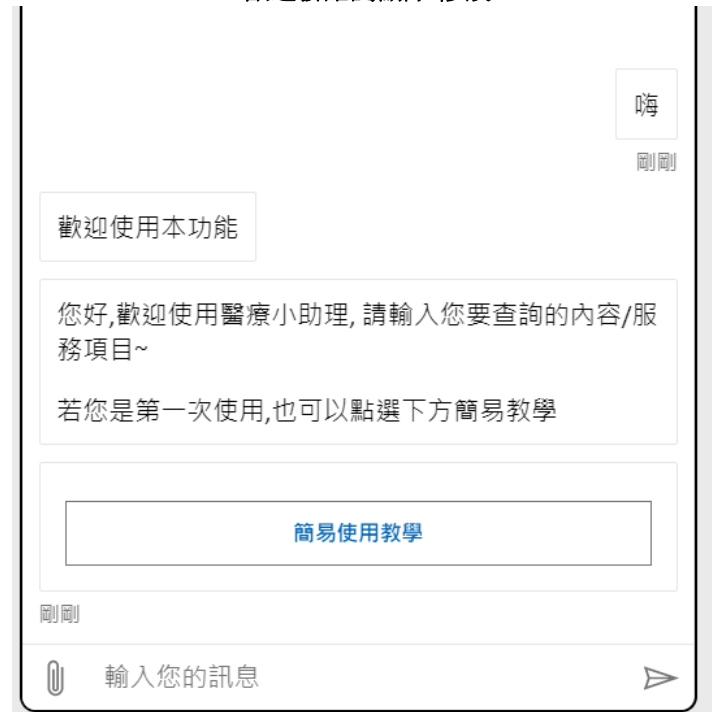 嗨
剛剛
歡迎使用本功能
您好,歡迎使用醫療小助理, 請輸入您要查詢的內容/服
務項目~
若您是第一次使用,也可以點選下方簡易教學
簡易使用教學
剛剛
輸入您的訊息